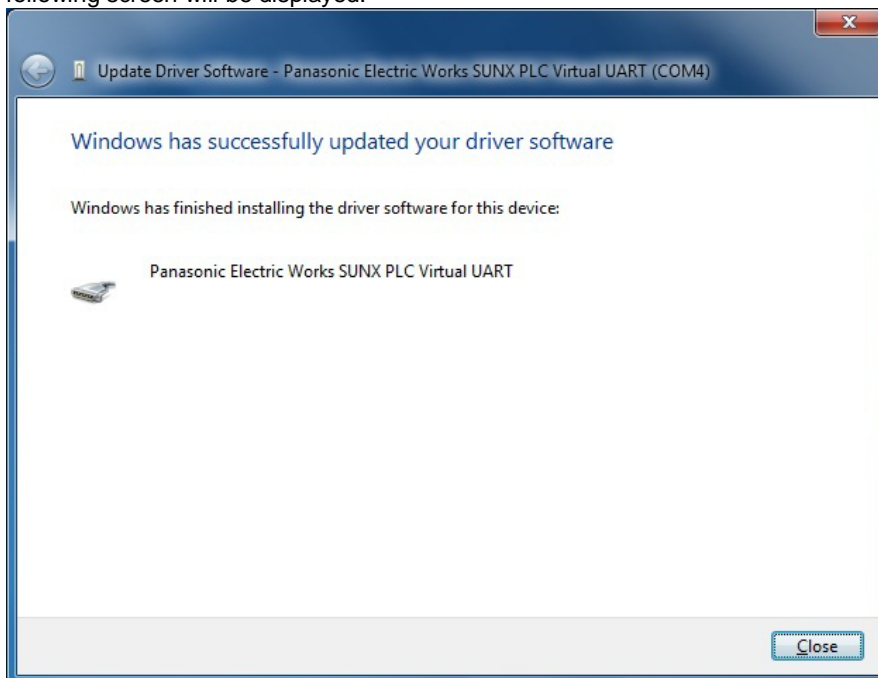 following screen will be displayed.
Update Driver Software - Panasonic Electric Works SUNX PLC Virtual UART (COM4)
Windows has successfully updated your driver software
Windows has finished installing the driver software for this device:
Panasonic Electric Works SUNX PLC Virtual UART
Close